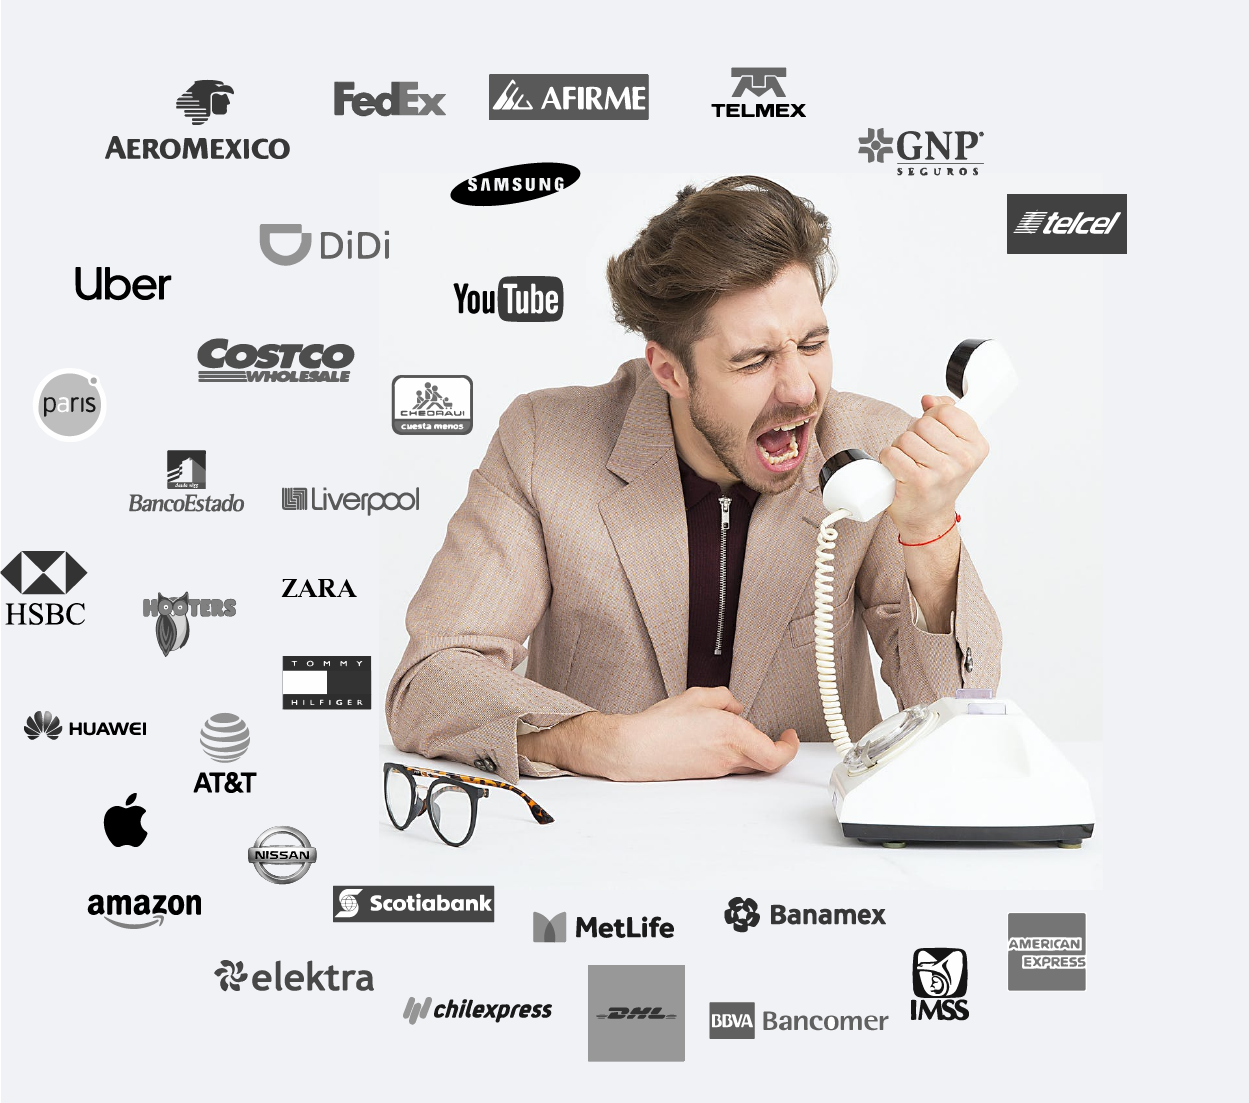 AEROMEXICO
FedEx
AFIRME
TELMEX
GNP
SEGUROS
SAMSUNG
telcel
DiDi
Uber
YouTube
COSTCO
WHOLESALE
paris
CHEDRAUI
cuesta menos
desde 1855
BancoEstado
Liverpool
HSBC
HOOTERS
ZARA
TOMMY
HILFIGER
HUAWEI
AT&T
NISSAN
amazon
Scotiabank
MetLife
Banamex
AMERICAN
EXPRESS
elektra
chilexpress
DHL
BBVA Bancomer
IMSS